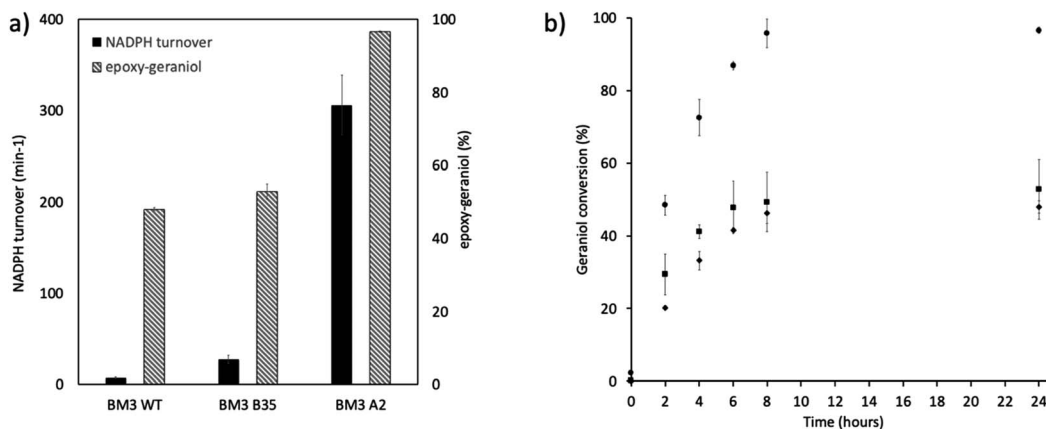 a)
NADPH turnover
epoxy-geraniol
NADPH turnover (min-1)
400
300
200
100
0
100
80
60
40
20
0
epoxy-geraniol (%)
BM3 WT
BM3 B35
BM3 A2
b)
Geraniol conversion (%)
100
80
60
40
20
0
0 2 4 6 8 10 12 14 16 18 20 22 24
Time (hours)